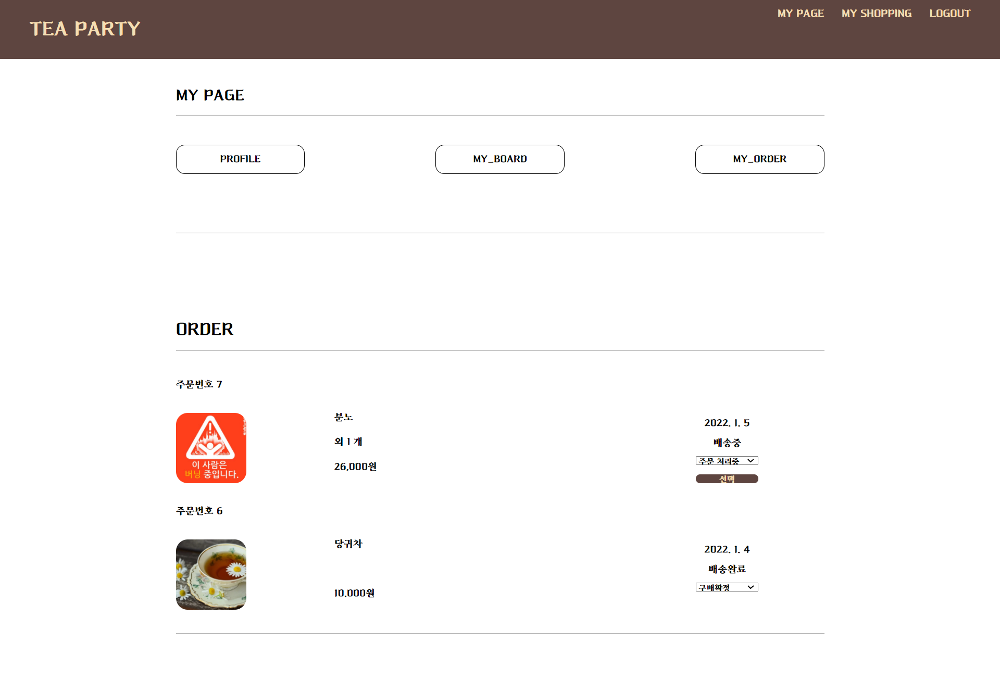 TEA PARTY
MY PAGE MY SHOPPING LOGOUT
MY PAGE
PROFILE MY_BOARD MY_ORDER
ORDER
주문번호 7
이 사람은
버닝 중입니다.
분노
외 1 개
26,000원
2022. 1. 5
배송중
주문 처리중
선택
주문번호 6
당귀차
10,000원
2022. 1. 4
배송완료
구매확정